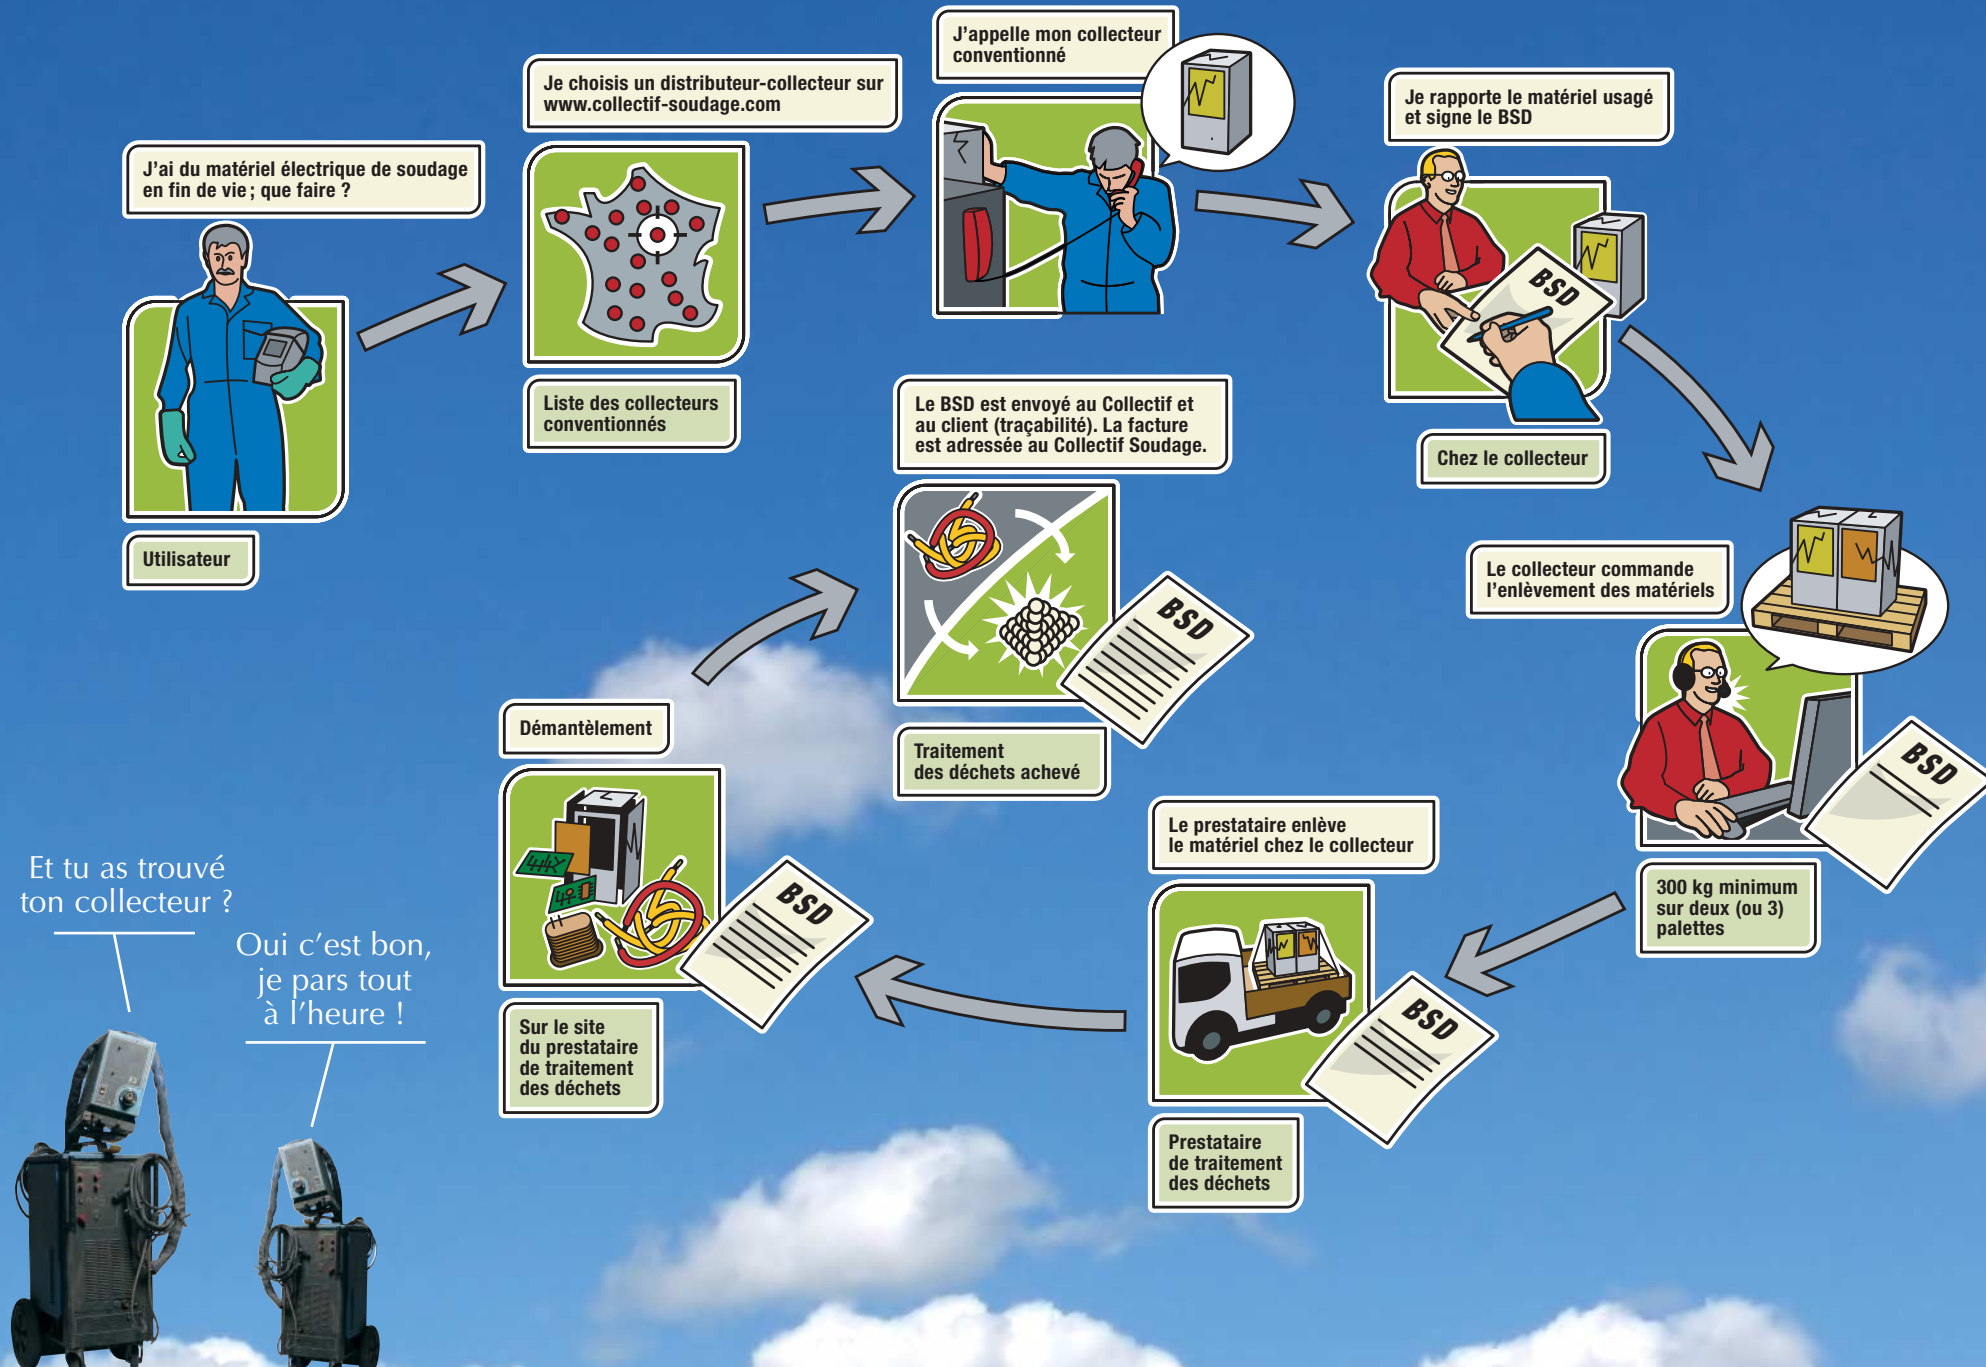 J'ai du matériel électrique de soudage
en fin de vie ; que faire ?
Utilisateur
Je choisis un distributeur-collecteur sur
www.collectif-soudage.com
Liste des collecteurs
conventionnés
J'appelle mon collecteur
conventionné
Je rapporte le matériel usagé
et signe le BSD
BSD
Chez le collecteur
Le collecteur commande
l'enlèvement des matériels
BSD
300 kg minimum
sur deux (ou 3)
palettes
Le prestataire enlève
le matériel chez le collecteur
BSD
Prestataire
de traitement
des déchets
Démantèlement
BSD
Sur le site
du prestataire
de traitement
des déchets
Le BSD est envoyé au Collectif et
au client (traçabilité). La facture
est adressée au Collectif Soudage.
BSD
Traitement
des déchets achevé
Et tu as trouvé
ton collecteur ?
Oui c'est bon,
je pars tout
à l'heure !